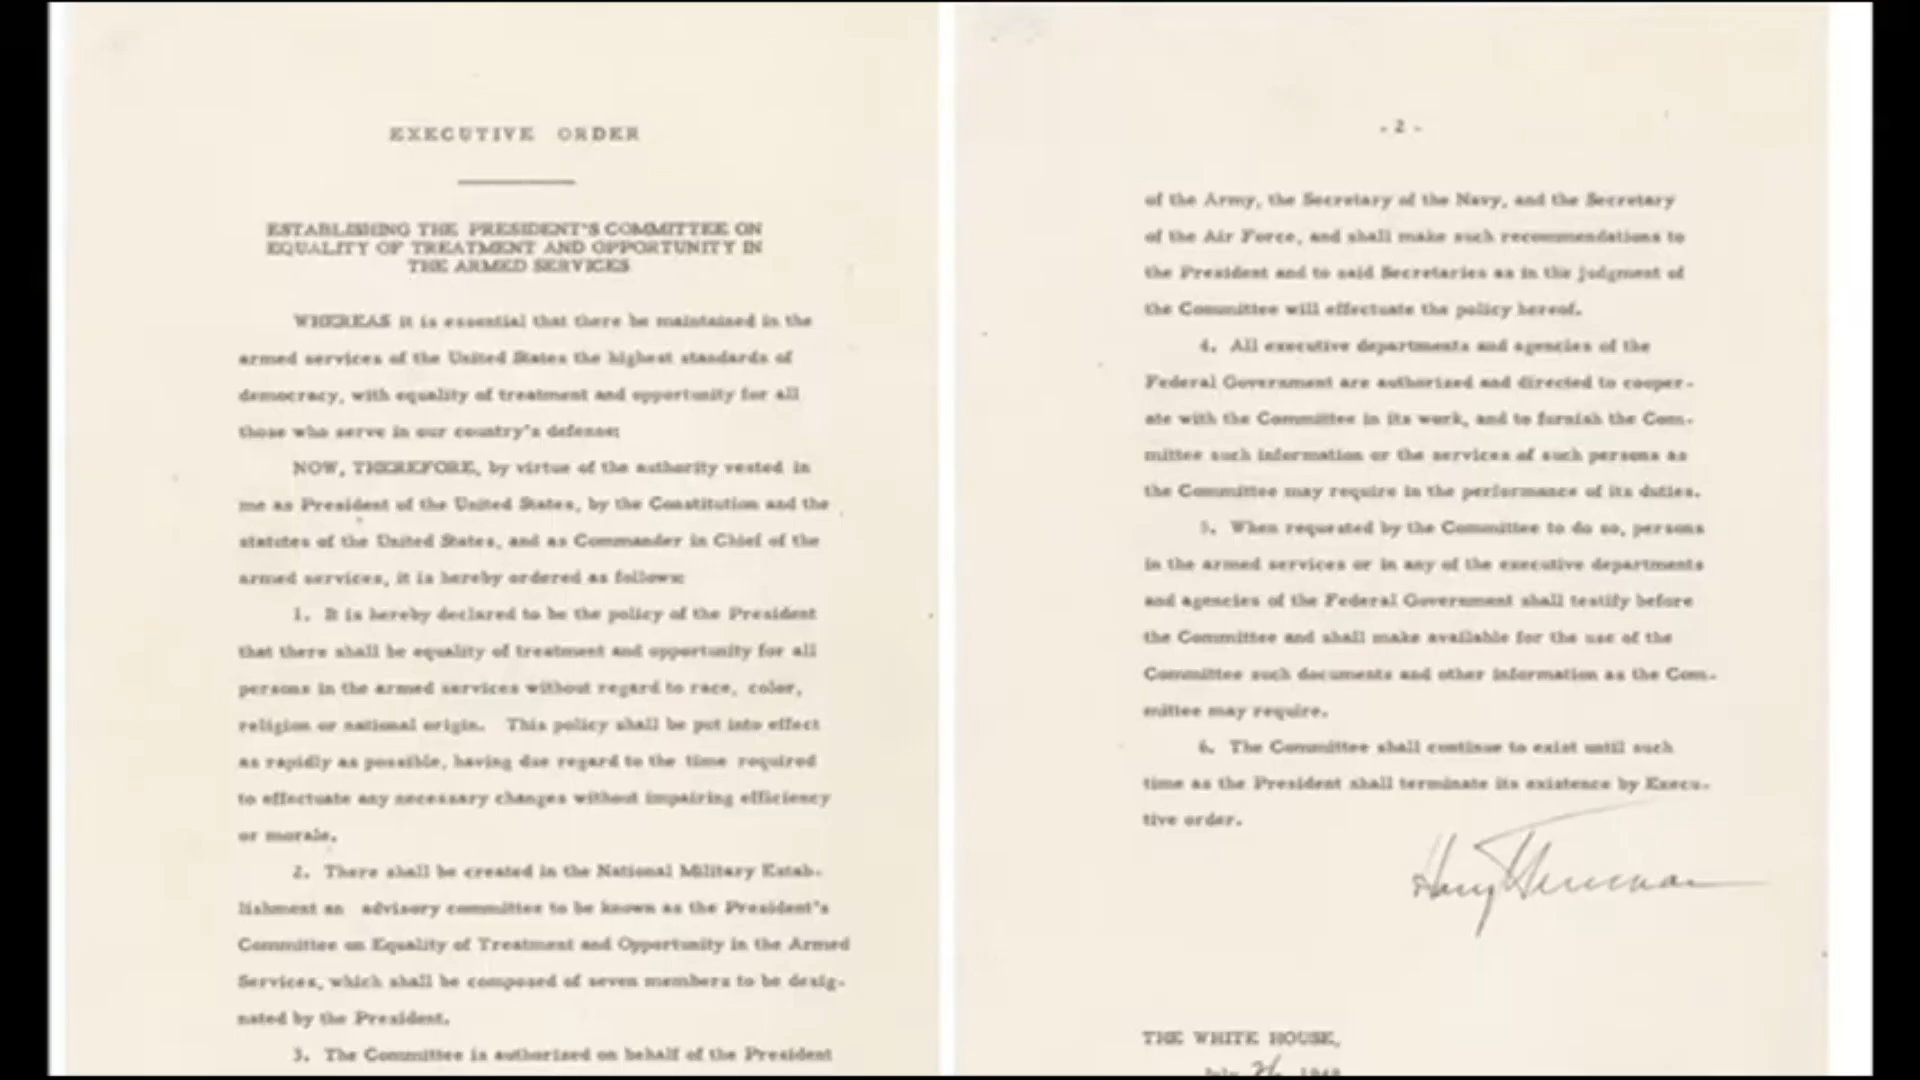 EXECUTIVE ORDER
ESTABLISHING THE PRESIDENT'S COMMITTEE ON
EQUALITY OF TREATMENT AND OPPORTUNITY IN
THE ARMED SERVICES
WHEREAS it is essential that there be maintained in the
armed services of the United States the highest standards of
democracy, with equality of treatment and opportunity for all
those who serve in our country's defense:
NOW, THEREFORE, by virtue of the authority vested in
me as President of the United States, by the Constitution and the
statutes of the United States, and as Commander in Chief of the
armed services, it is hereby ordered as follows:
1. It is hereby declared to be the policy of the President
that there shall be equality of treatment and opportunity for all
persons in the armed services without regard to race, color,
religion or national origin. This policy shall be put into effect
as rapidly as possible, having due regard to the time required
to effectuate any necessary changes without impairing efficiency
or morale.
2. There shall be created in the National Military Estab-
lishment an advisory committee to be known as the President's
Committee on Equality of Treatment and Opportunity in the Armed
Services, which shall be composed of seven members to be desig-
nated by the President.
3. The Committee is authorized on behalf of the President
- 2 -
of the Army, the Secretary of the Navy, and the Secretary
of the Air Force, and shall make such recommendations to
the President and to said Secretaries as in the judgment of
the Committee will effectuate the policy hereof.
4. All executive departments and agencies of the
Federal Government are authorized and directed to cooper-
ate with the Committee in its work, and to furnish the Com-
mittee such information or the services of such persons as
the Committee may require in the performance of its duties.
5. When requested by the Committee to do so, persons
in the armed services or in any of the executive departments
and agencies of the Federal Government shall testify before
the Committee and shall make available for the use of the
Committee such documents and other information as the Com-
mittee may require.
6. The Committee shall continue to exist until such
time as the President shall terminate its existence by Execu-
tive order.
Harry Truman
THE WHITE HOUSE,
July 26, 1948